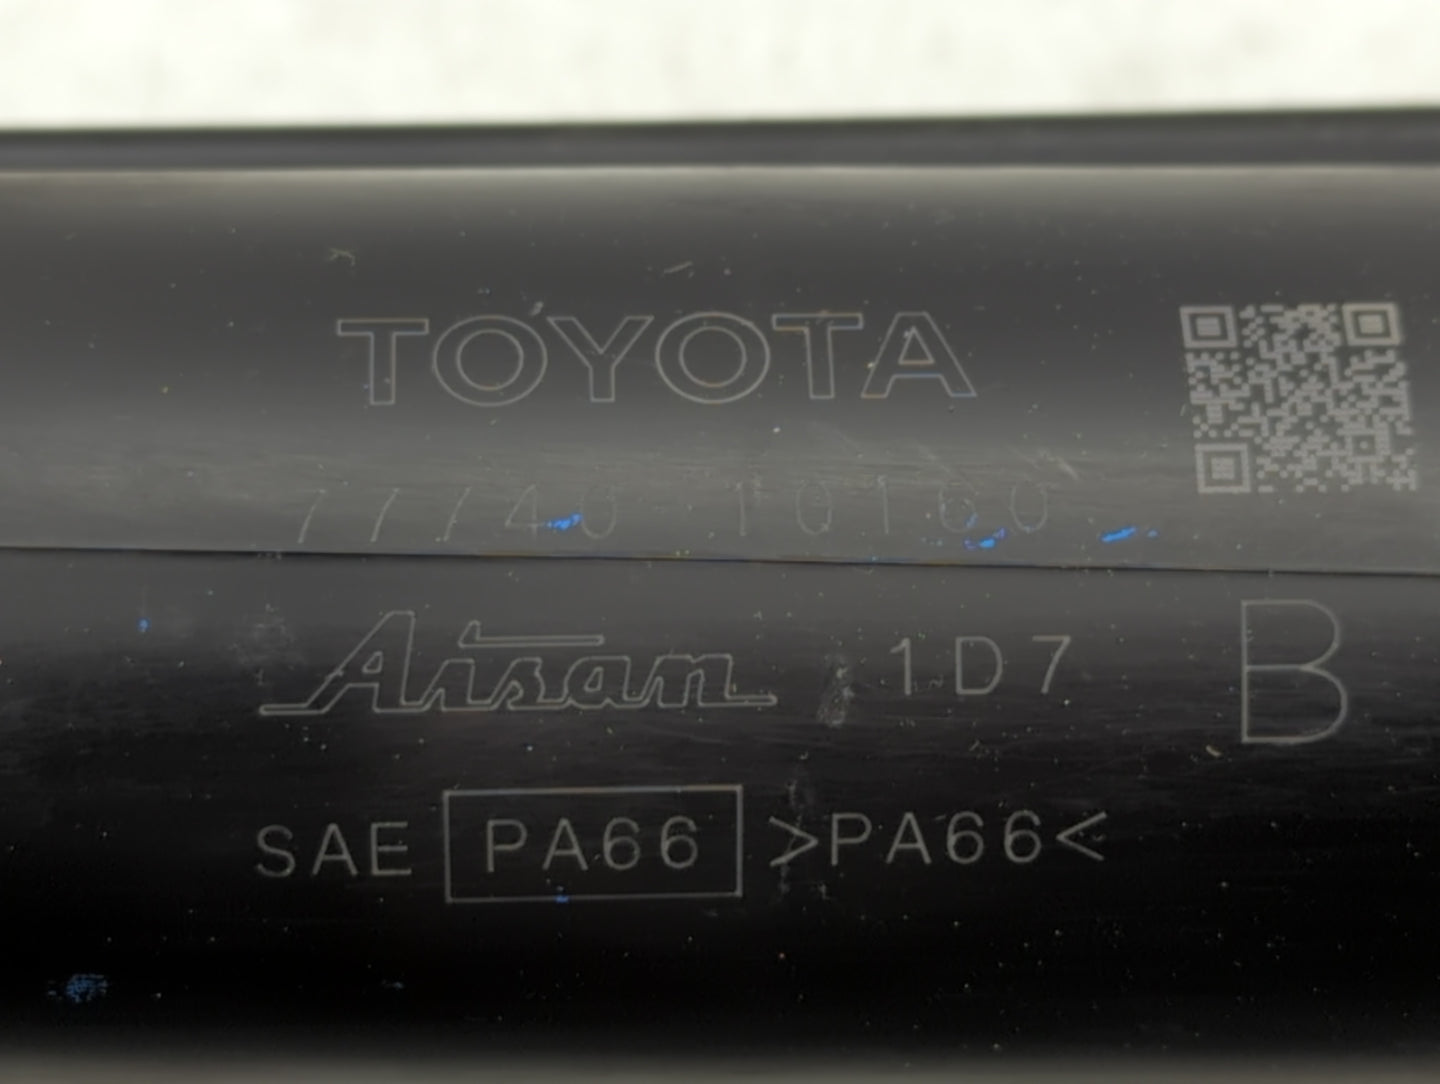 TOYOTA
77740-10160
Aisan 1D7 B
SAE PA66 >PA66<